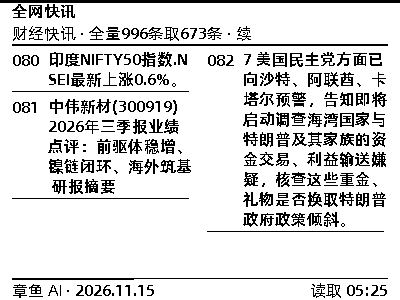 全网快讯
财经快讯 · 全量996条取673条 · 续
080 印度NIFTY50指数.N
SEI最新上涨0.6%。
081 中伟新材(300919)
2026年三季报业绩
点评：前驱体稳增、
镍链闭环、海外筑基
研报摘要
082 7 美国民主党方面已
向沙特、阿联酋、卡
塔尔预警，告知即将
启动调查海湾国家与
特朗普及其家族的资
金交易、利益输送嫌
疑，核查这些重金、
礼物是否换取特朗普
政府政策倾斜。
章鱼 AI · 2026.11.15
读取 05:25